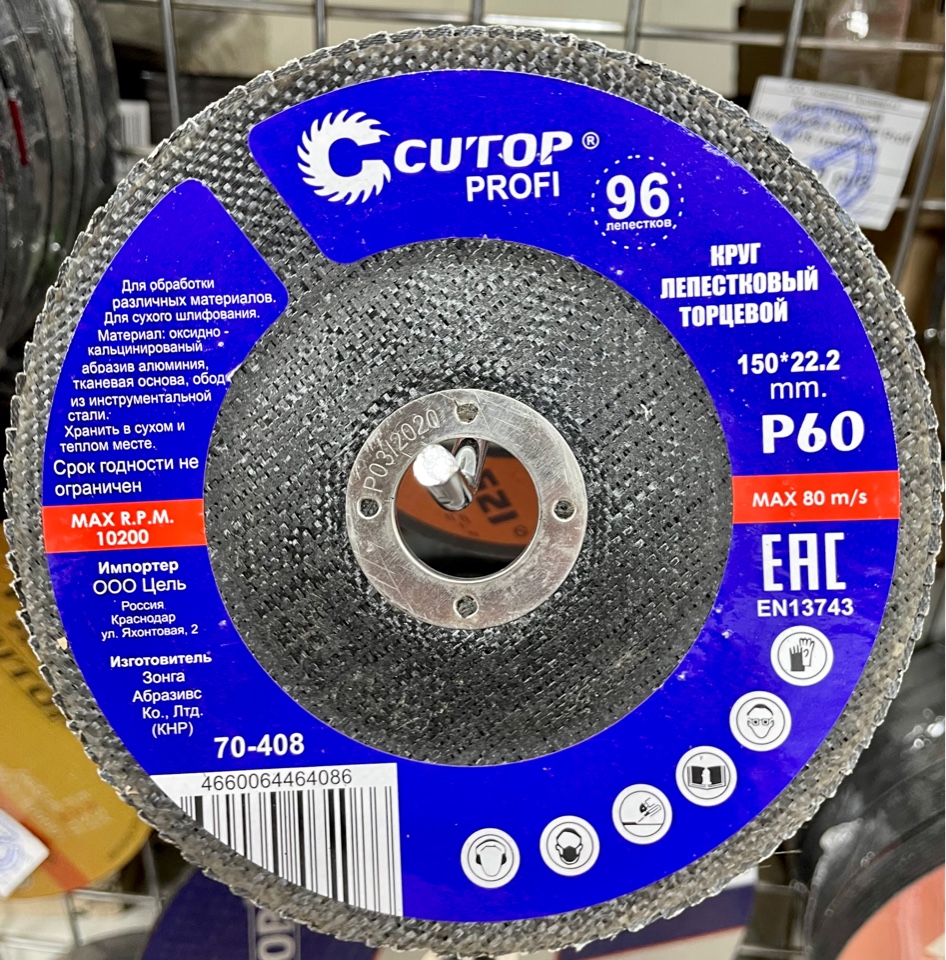 CUTOP ®
PROFI
96
лепестков
КРУГ
ЛЕПЕСТКОВЫЙ
ТОРЦЕВОЙ
150*22.2
mm.
P60
MAX 80 m/s
EAC
EN13743
Для обработки
различных материалов.
Для сухого шлифования.
Материал: оксидно -
кальцинированый
абразив алюминия,
тканевая основа, обод
из инструментальной
стали.
Хранить в сухом и
теплом месте.
Срок годности не
ограничен
MAX R.P.M.
10200
Импортер
ООО Цель
Россия
Краснодар
ул. Яхонтовая, 2
Изготовитель
Зонга
Абразивс
Ко., Лтд.
(КНР)
70-408
4660064464086
P03/2020
125